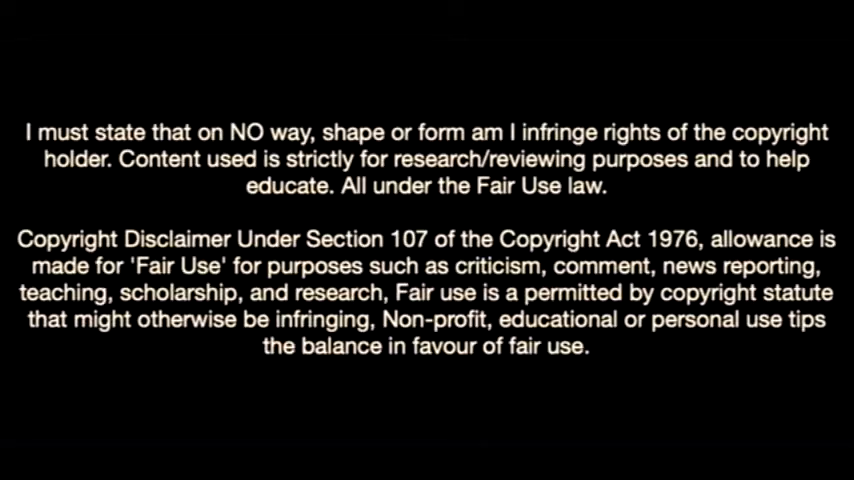 I must state that on NO way, shape or form am I infringe rights of the copyright
holder. Content used is strictly for research/reviewing purposes and to help
educate. All under the Fair Use law.
Copyright Disclaimer Under Section 107 of the Copyright Act 1976, allowance is
made for 'Fair Use' for purposes such as criticism, comment, news reporting,
teaching, scholarship, and research, Fair use is a permitted by copyright statute
that might otherwise be infringing, Non-profit, educational or personal use tips
the balance in favour of fair use.